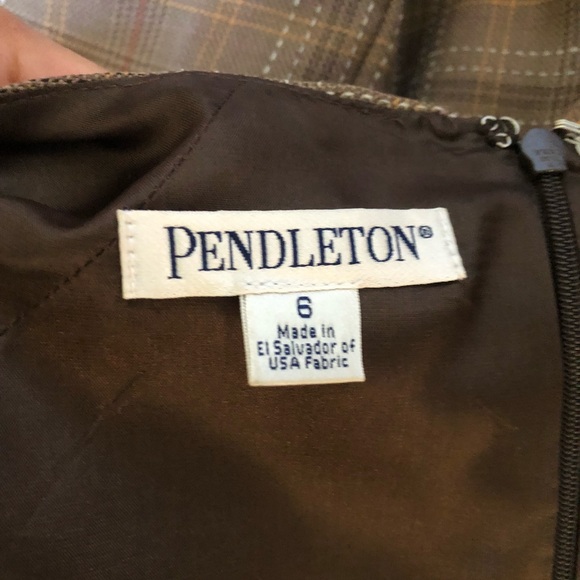 PENDLETON®
6
Made in
El Salvador of
USA Fabric